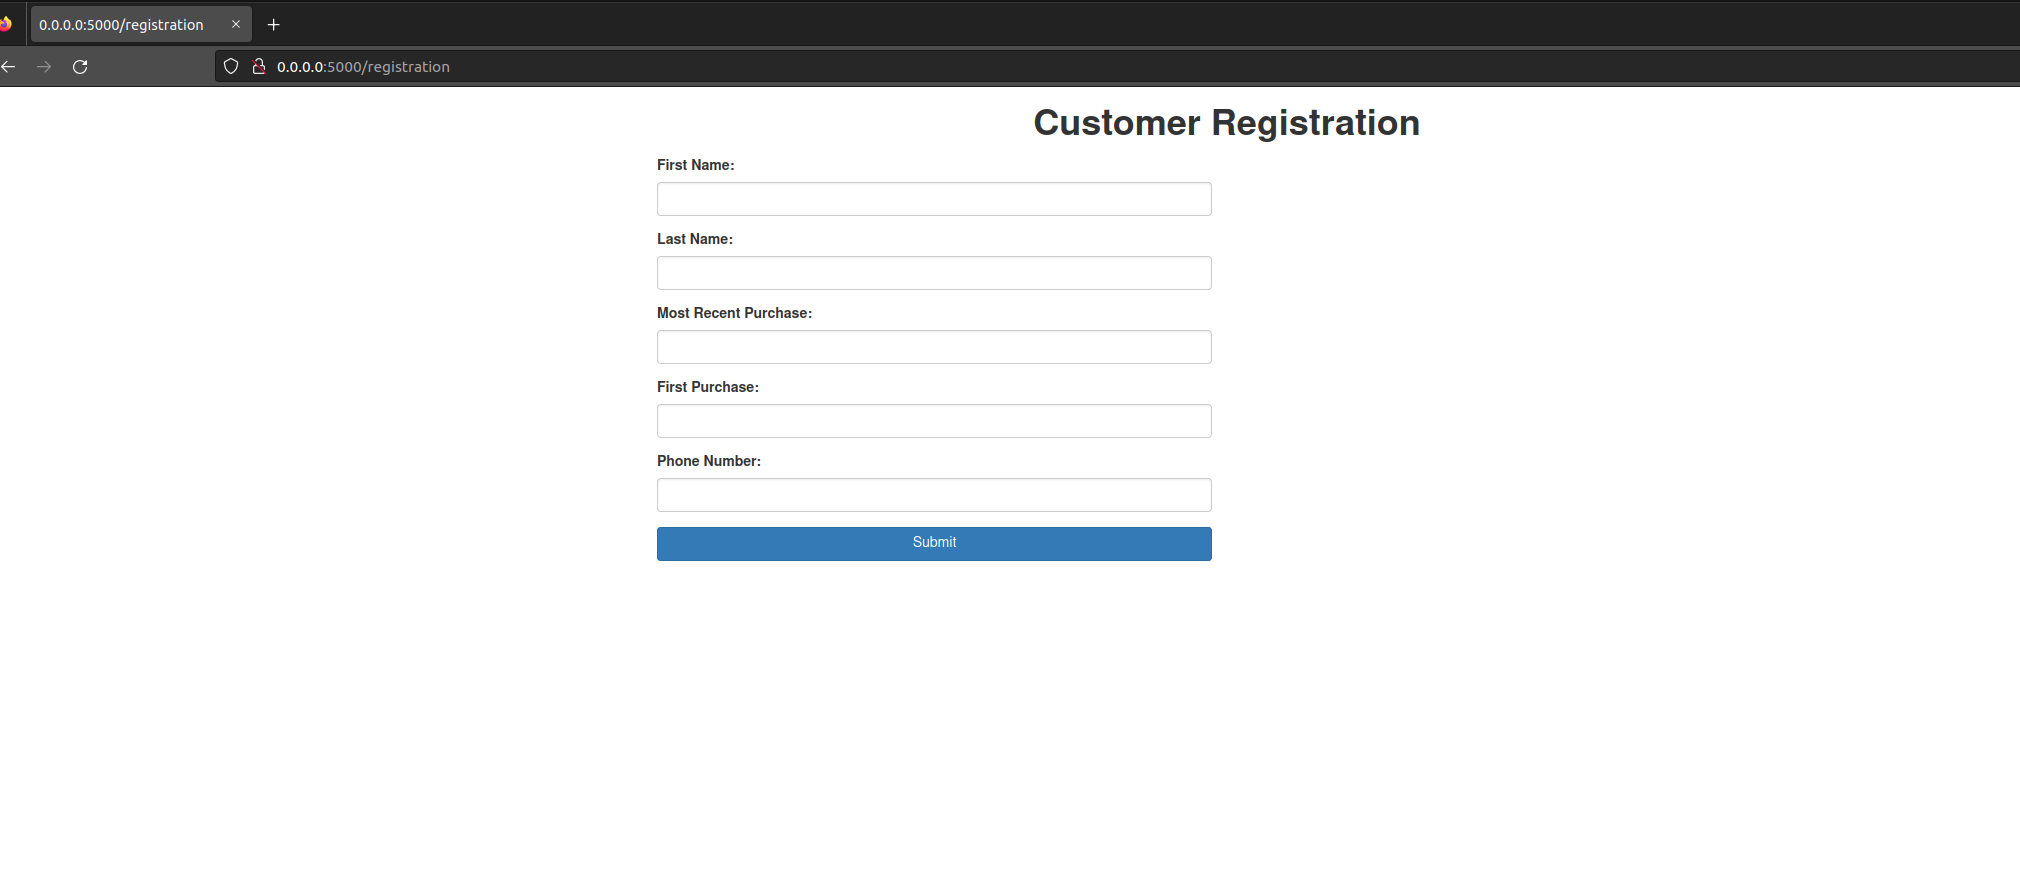 0.0.0.0:5000/registration
0.0.0.0:5000/registration
Customer Registration
First Name:
Last Name:
Most Recent Purchase:
First Purchase:
Phone Number:
Submit